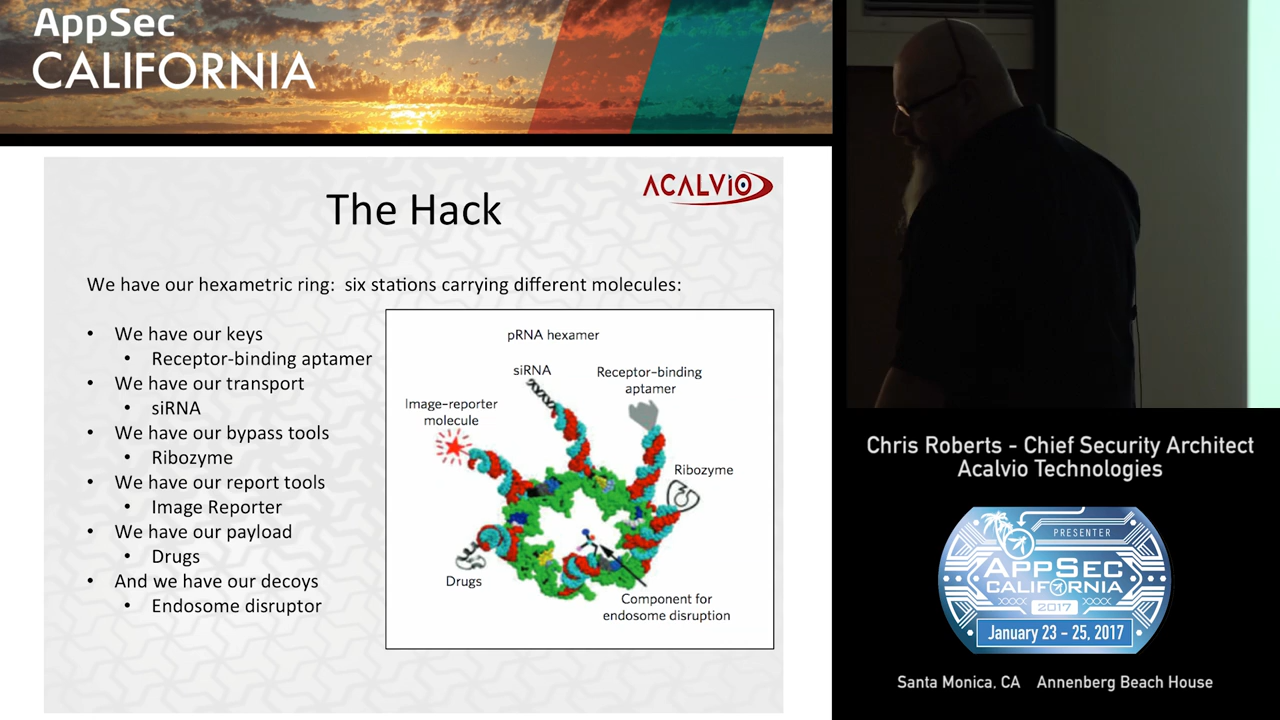 AppSec
CALIFORNIA
ACALVIO
The Hack
We have our hexametric ring: six stations carrying different molecules:
• We have our keys
• Receptor-binding aptamer
• We have our transport
• siRNA
• We have our bypass tools
• Ribozyme
• We have our report tools
• Image Reporter
• We have our payload
• Drugs
• And we have our decoys
• Endosome disruptor
pRNA hexamer
siRNA
Receptor–binding
aptamer
Image–reporter
molecule
Ribozyme
Drugs
Component for
endosome disruption
Chris Roberts - Chief Security Architect
Acalvio Technologies
PRESENTER
APPSEC
CALIFORNIA
2017
January 23 - 25, 2017
Santa Monica, CA Annenberg Beach House